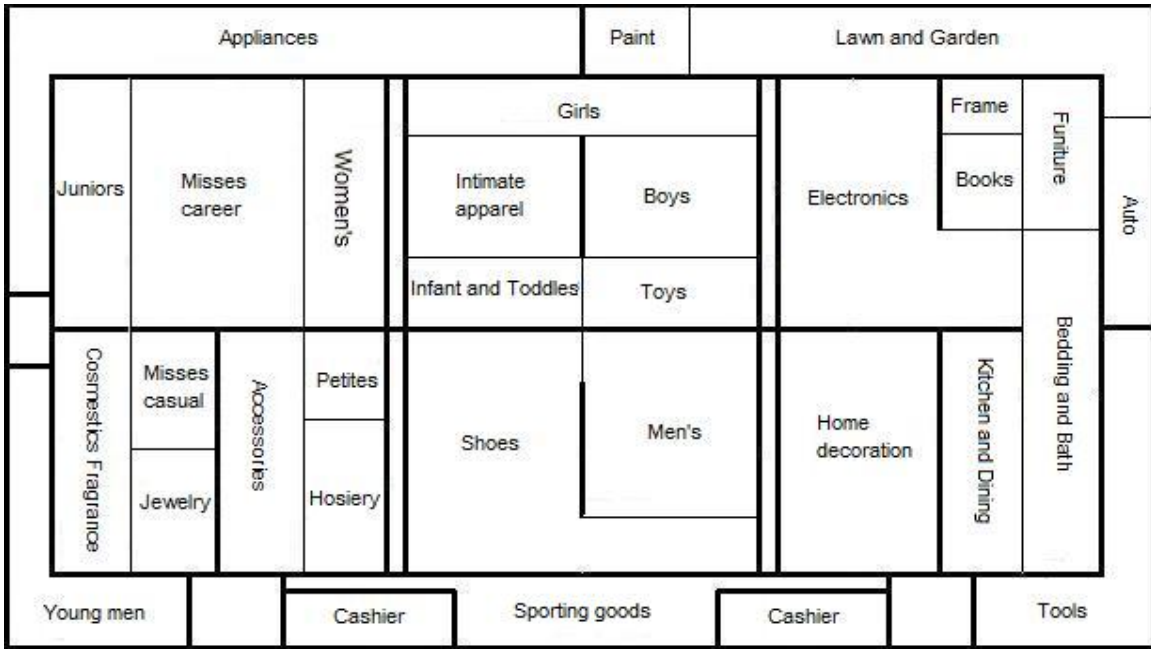 Appliances
Paint
Lawn and Garden
Girls
Frame
Funiture
Juniors
Misses
career
Women's
Intimate
apparel
Boys
Electronics
Books
Auto
Infant and Toddles
Toys
Cosmestics Fragrance
Misses
casual
Accessories
Petites
Shoes
Men's
Home
decoration
Kitchen and Dining
Bedding and Bath
Jewelry
Hosiery
Young men
Cashier
Sporting goods
Cashier
Tools